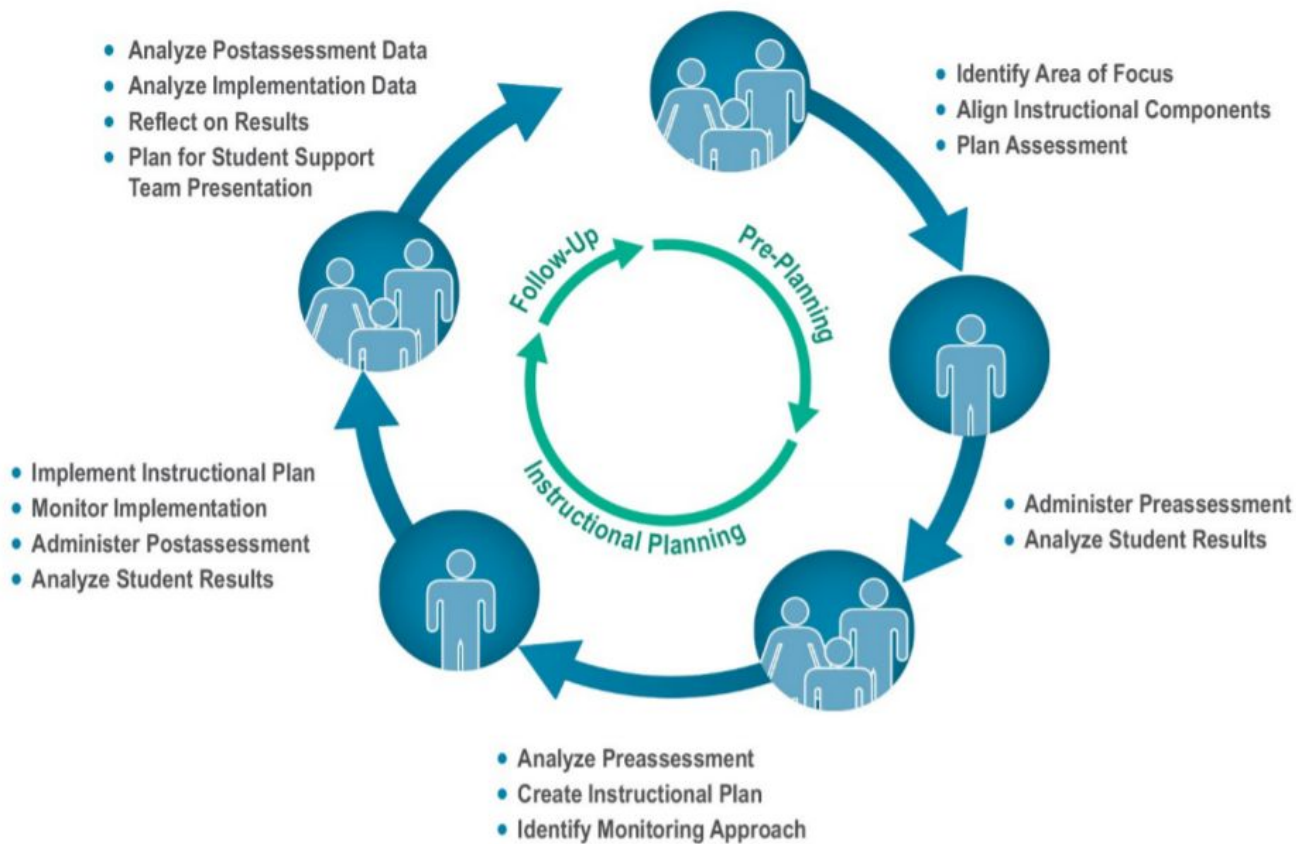 Analyze Postassessment Data
Analyze Implementation Data
Reflect on Results
Plan for Student Support
Team Presentation
Identify Area of Focus
Align Instructional Components
Plan Assessment
Follow-Up
Pre-Planning
Instructional Planning
Implement Instructional Plan
Monitor Implementation
Administer Postassessment
Analyze Student Results
Administer Preassessment
Analyze Student Results
Analyze Preassessment
Create Instructional Plan
Identify Monitoring Approach